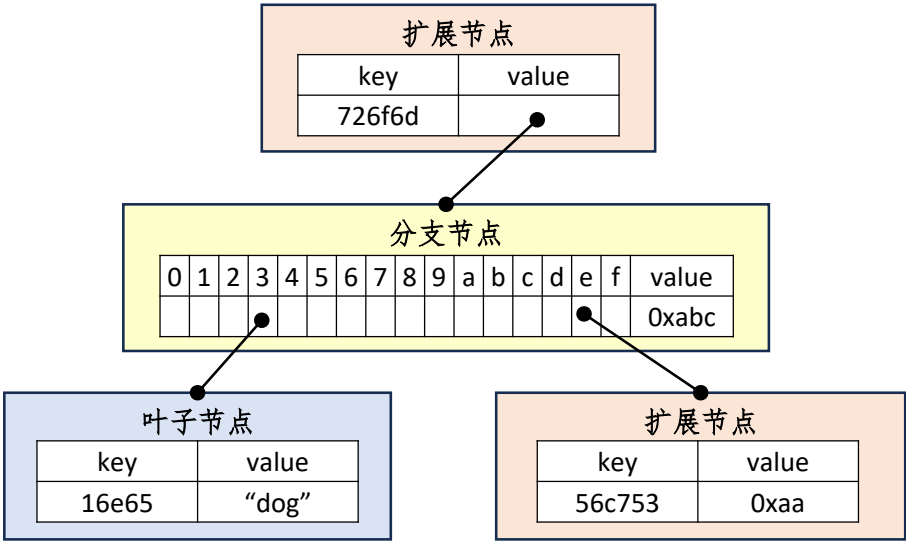 扩展节点
key value
726f6d
分支节点
0 1 2 3 4 5 6 7 8 9 a b c d e f value
0xabc
叶子节点
key value
16e65 “dog”
扩展节点
key value
56c753 0xaa